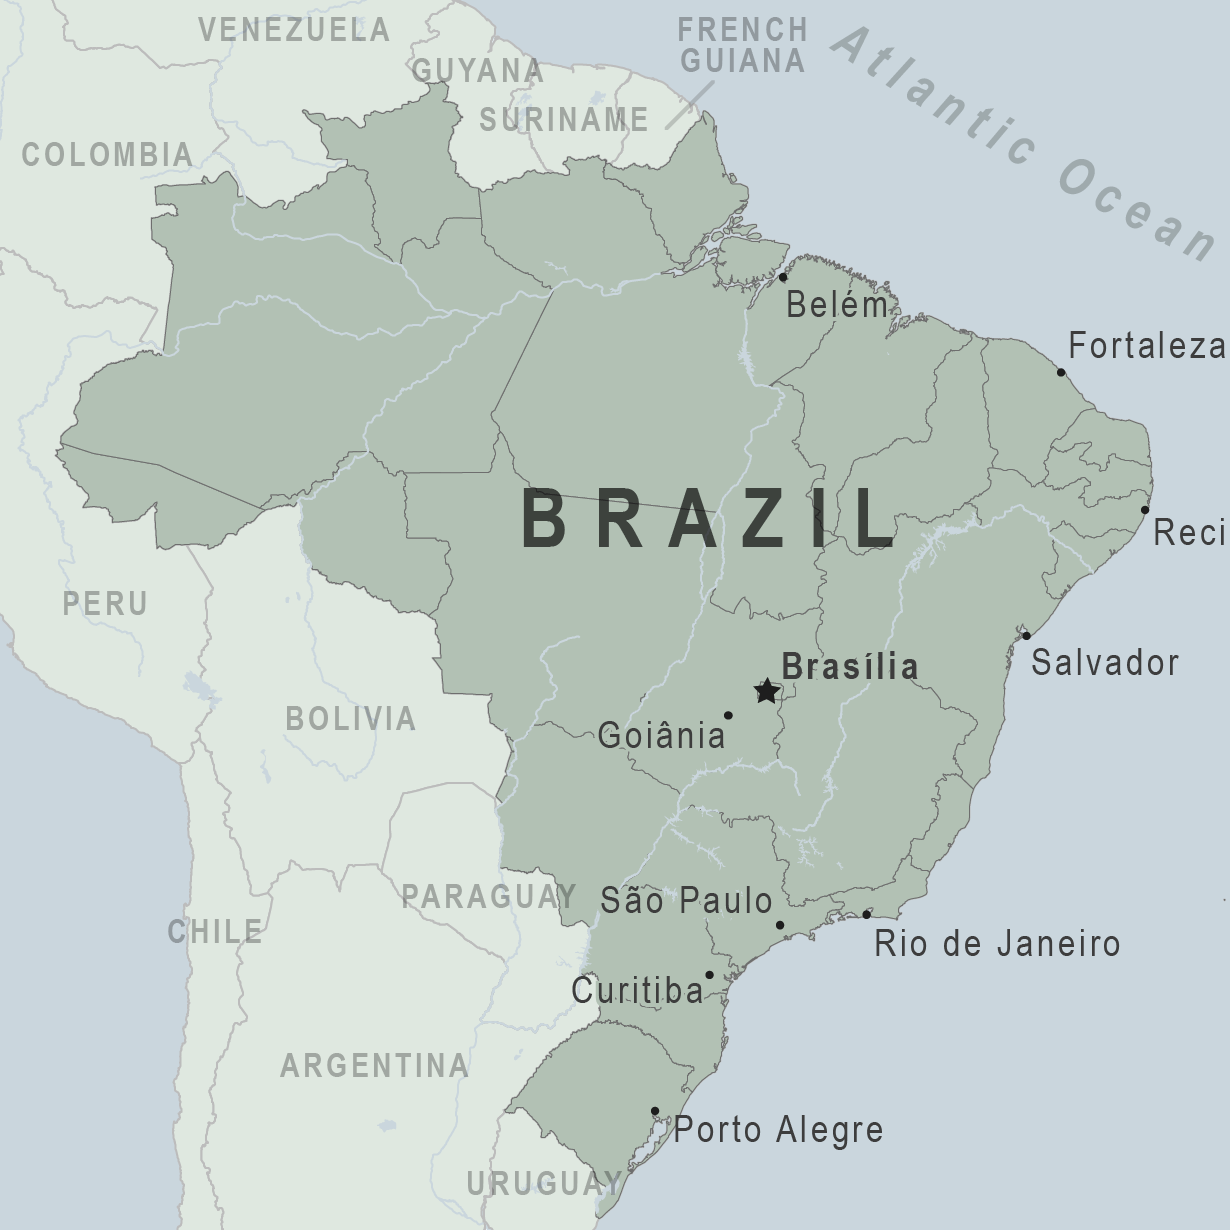 VENEZUELA
FRENCH
GUIANA
Atlantic Ocean
GUYANA
SURINAME
COLOMBIA
Belém
Fortaleza
BRAZIL
Reci
PERU
Brasília
Salvador
BOLIVIA
Goiânia
PARAGUAY
São Paulo
CHILE
Rio de Janeiro
Curitiba
ARGENTINA
Porto Alegre
URUGUAY